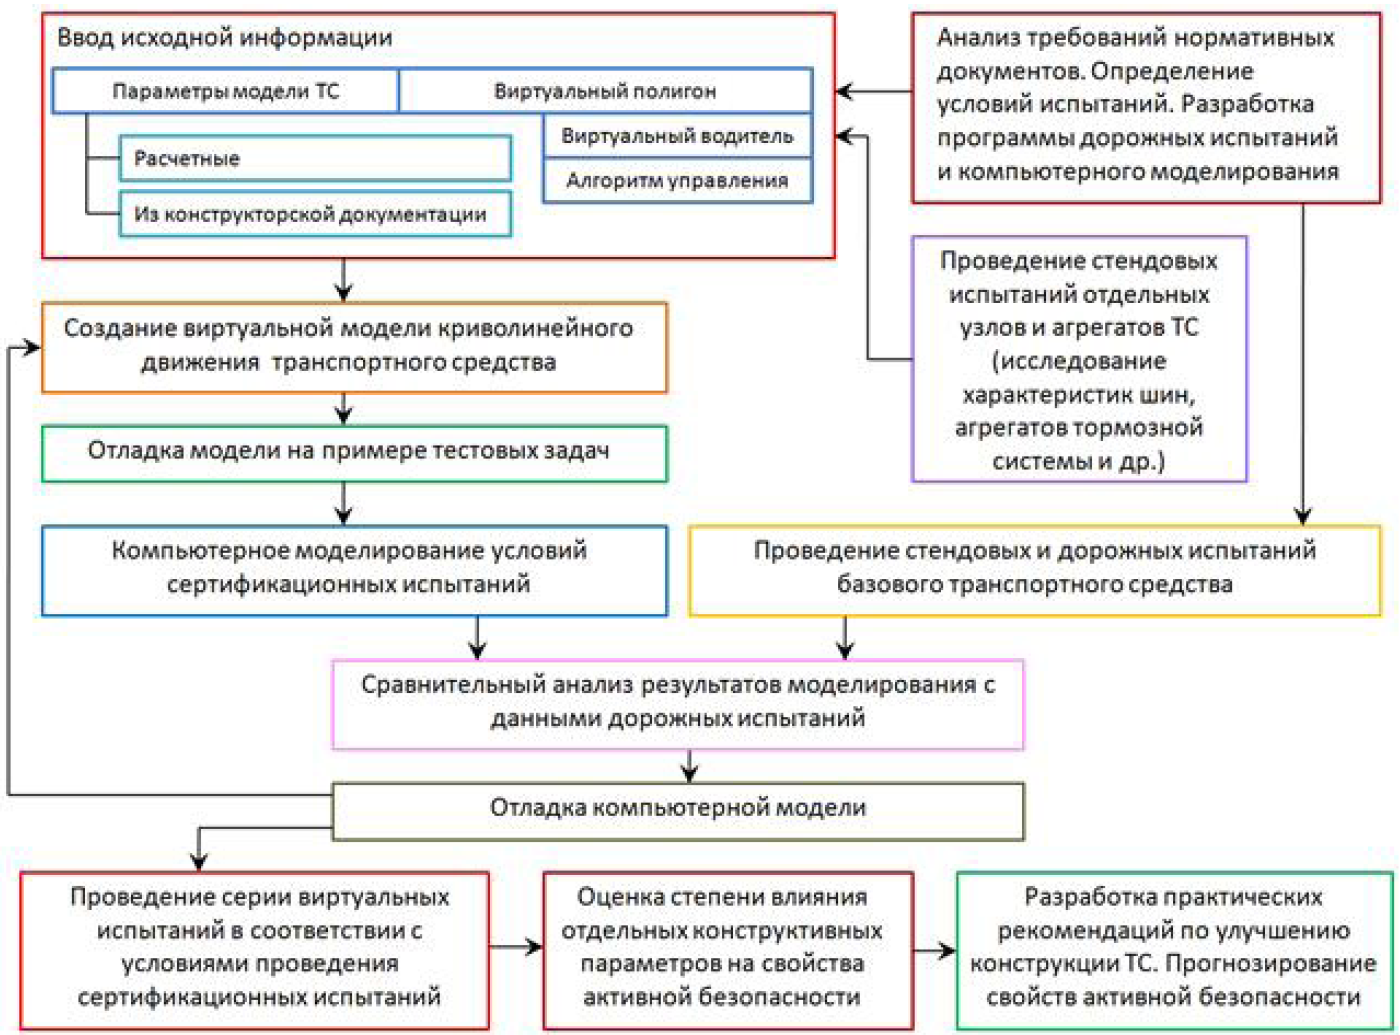 Ввод исходной информации
Параметры модели ТС
Виртуальный полигон
Виртуальный водитель
Алгоритм управления
Расчетные
Из конструкторской документации
Анализ требований нормативных
документов. Определение
условий испытаний. Разработка
программы дорожных испытаний
и компьютерного моделирования
Проведение стендовых
испытаний отдельных
узлов и агрегатов ТС
(исследование
характеристик шин,
агрегатов тормозной
системы и др.)
Создание виртуальной модели криволинейного
движения транспортного средства
Отладка модели на примере тестовых задач
Компьютерное моделирование условий
сертификационных испытаний
Проведение стендовых и дорожных испытаний
базового транспортного средства
Сравнительный анализ результатов моделирования с
данными дорожных испытаний
Отладка компьютерной модели
Проведение серии виртуальных
испытаний в соответствии с
условиями проведения
сертификационных испытаний
Оценка степени влияния
отдельных конструктивных
параметров на свойства
активной безопасности
Разработка практических
рекомендаций по улучшению
конструкции ТС. Прогнозирование
свойств активной безопасности